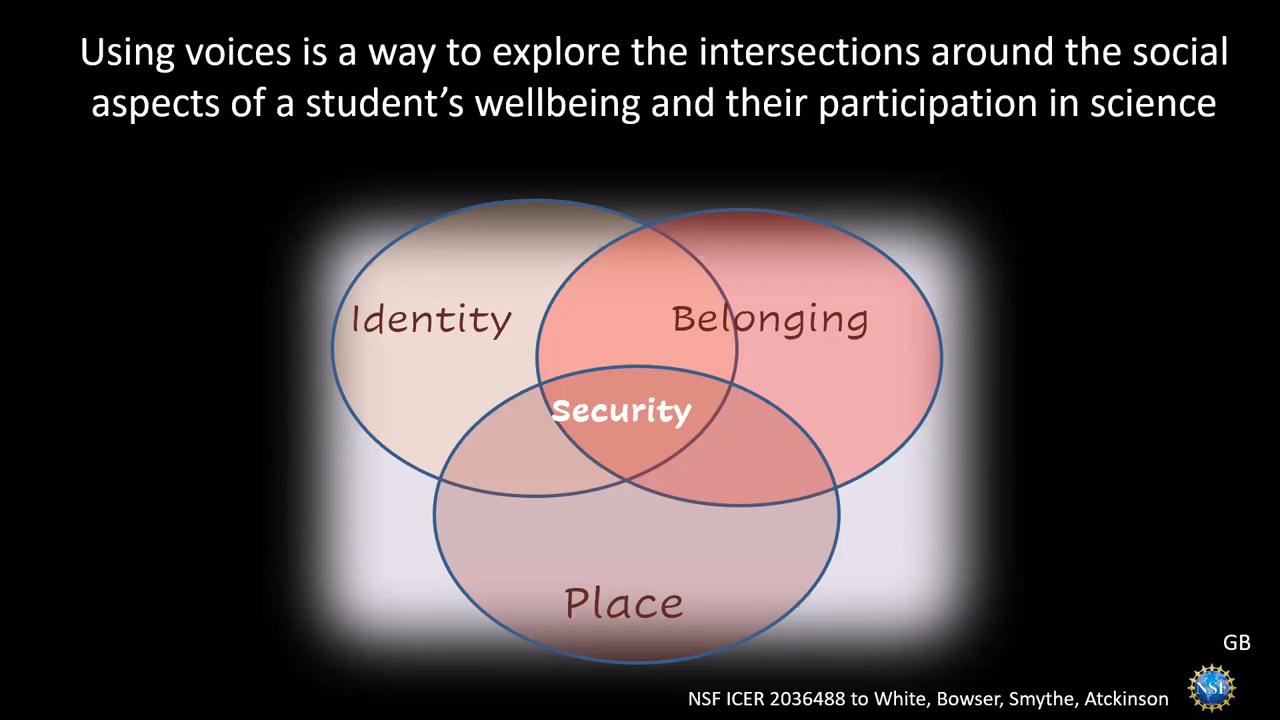 Using voices is a way to explore the intersections around the social
aspects of a student’s wellbeing and their participation in science
Identity
Belonging
Security
Place
GB
NSF ICER 2036488 to White, Bowser, Smythe, Atckinson
NSF